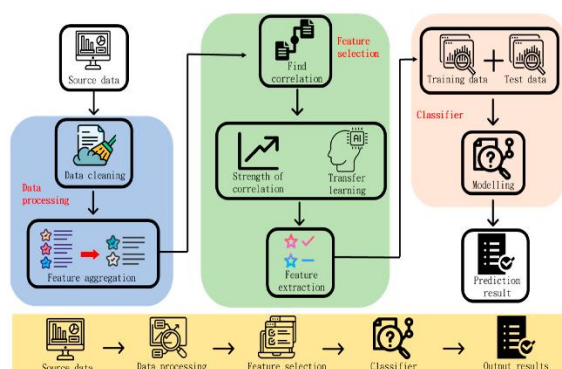 Source data
Data cleaning
Data
processing
Feature aggregation
Find
correlation
Feature
selection
Strength of
correlation
Transfer
learning
AI
Feature
extraction
Training data
Test data
Classifier
Modelling
Prediction
result
Source data
Data processing
Feature selection
Classifier
Output results